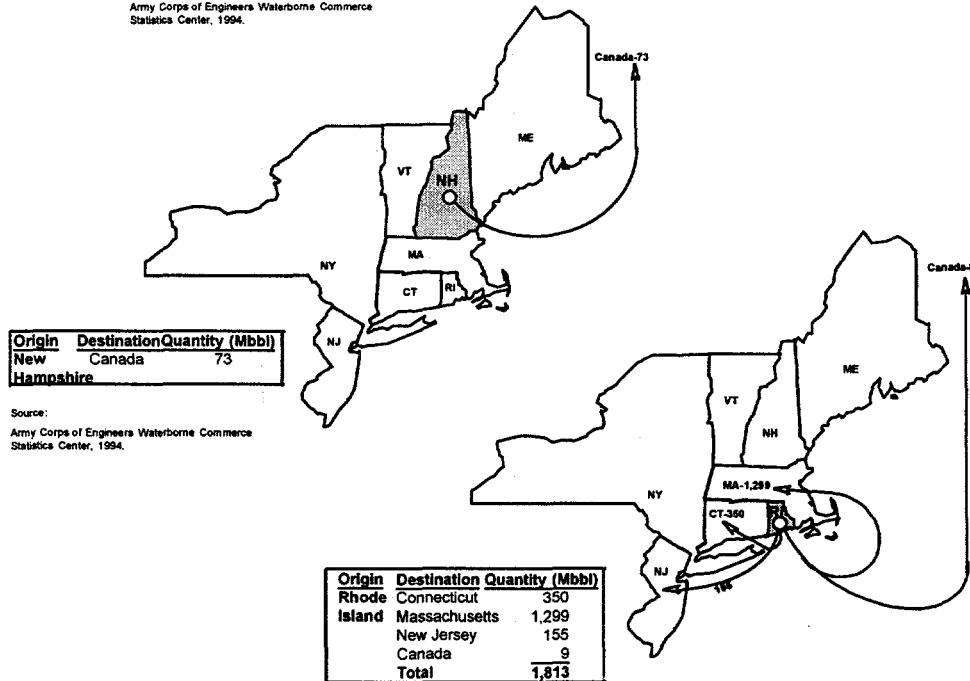 Army Corps of Engineers Waterborne Commerce
Statistics Center, 1994.
Canada-73
ME
VT
NH
MA
NY
CT
RI
NJ
Origin Destination Quantity (Mbbl)
New Canada 73
Hampshire
Source:
Army Corps of Engineers Waterborne Commerce
Statistics Center, 1994.
Canada-
ME
VT
NH
MA-1,299
NY
CT-350
RI
NJ
Origin Destination Quantity (Mbbl)
Rhode Connecticut 350
Island Massachusetts 1,299
New Jersey 155
Canada 9
Total 1,813